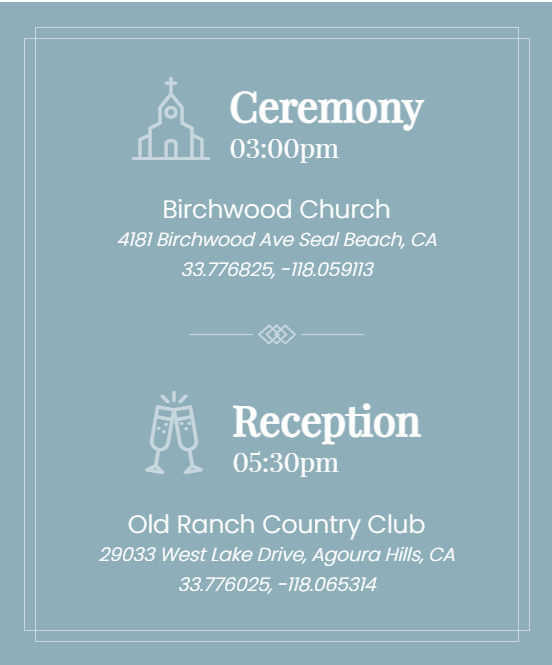 Ceremony
03:00pm
Birchwood Church
4181 Birchwood Ave Seal Beach, CA
33.776825, -118.059113
Reception
05:30pm
Old Ranch Country Club
29033 West Lake Drive, Agoura Hills, CA
33.776025, -118.065314